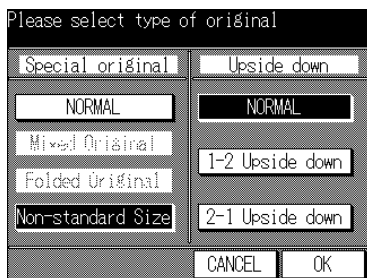 Please select type of original
Special original
Upside down
NORMAL
NORMAL
Mixed Original
1-2 Upside down
Folded Original
Non-standard Size
2-1 Upside down
CANCEL
OK